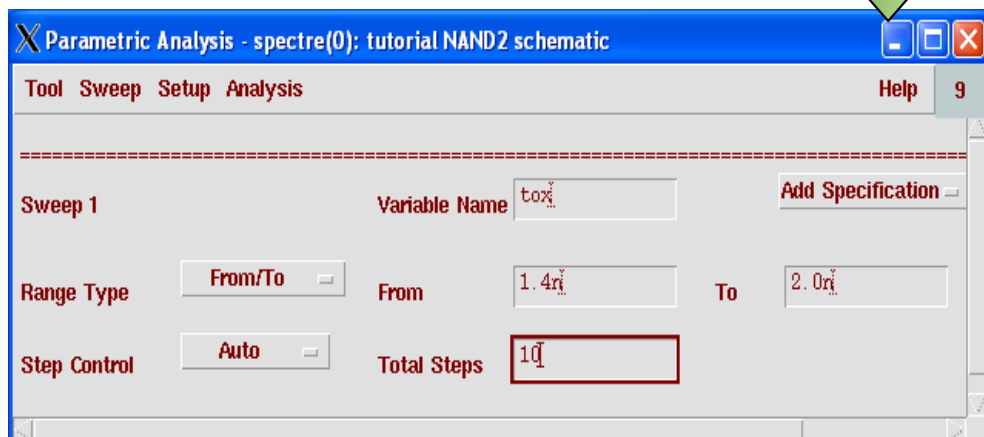 X Parametric Analysis - spectre(0): tutorial NAND2 schematic
Tool Sweep Setup Analysis Help 9
================================================================================
Sweep 1 Variable Name tox Add Specification
Range Type From/To From 1.4n To 2.0n
Step Control Auto Total Steps 10